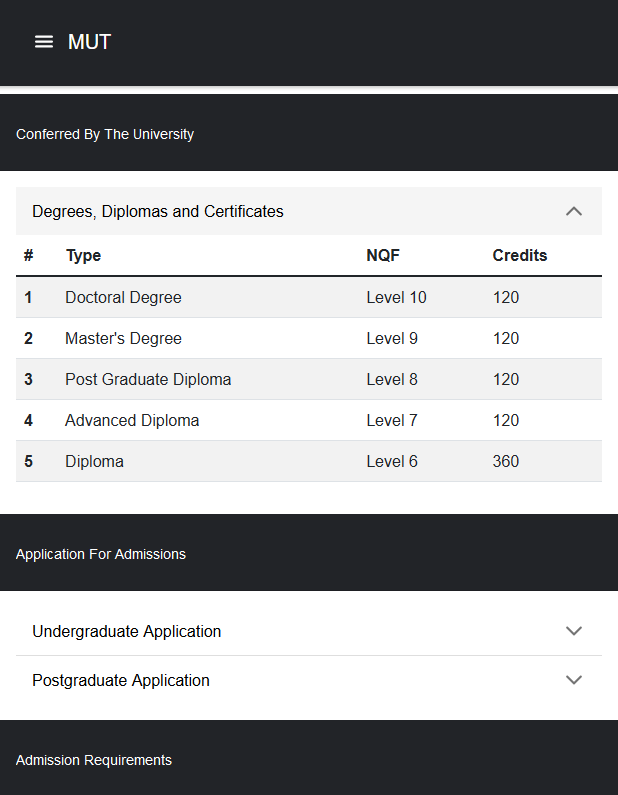 MUT
Conferred By The University
Degrees, Diplomas and Certificates
# Type NQF Credits
1 Doctoral Degree Level 10 120
2 Master's Degree Level 9 120
3 Post Graduate Diploma Level 8 120
4 Advanced Diploma Level 7 120
5 Diploma Level 6 360
Application For Admissions
Undergraduate Application
Postgraduate Application
Admission Requirements